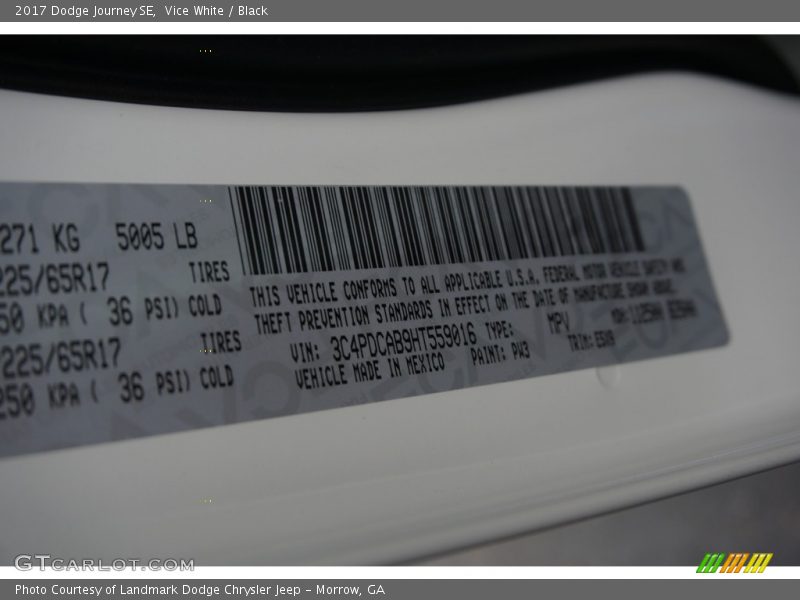 2017 Dodge Journey SE, Vice White / Black
271 KG 5005 LB
225/65R17 TIRES
50 KPA ( 36 PSI) COLD
225/65R17 TIRES
250 KPA ( 36 PSI) COLD
THIS VEHICLE CONFORMS TO ALL APPLICABLE U.S.A. FEDERAL MOTOR VEHICLE SAFETY AND
THEFT PREVENTION STANDARDS IN EFFECT ON THE DATE OF MANUFACTURE SHOWN ABOVE.
VIN: 3C4PDCAB9HT559016 TYPE: MPV
VEHICLE MADE IN MEXICO PAINT: PW3 TRIM:
GTCARLOT.COM
Photo Courtesy of Landmark Dodge Chrysler Jeep – Morrow, GA